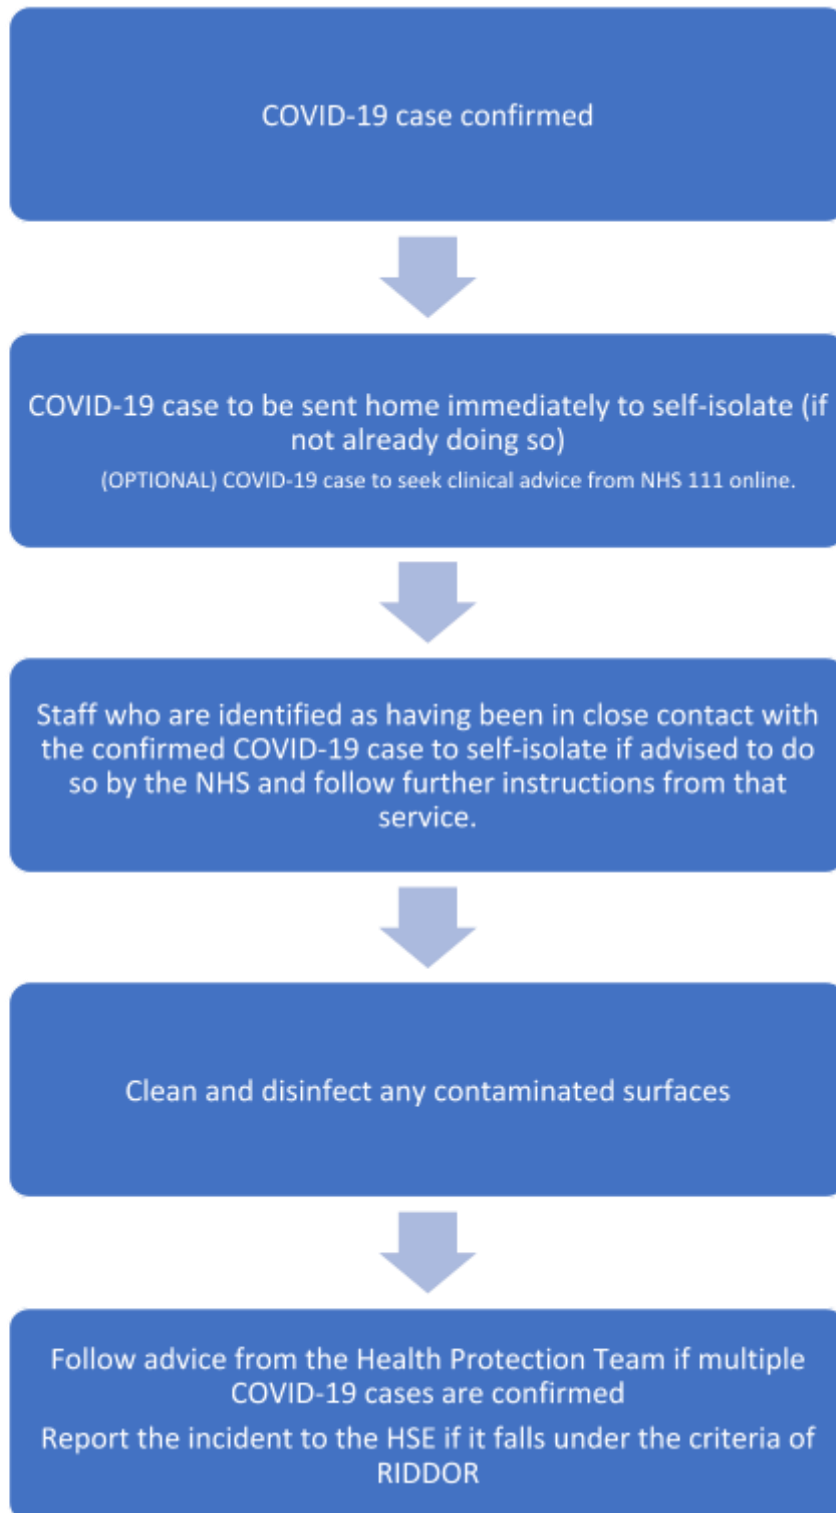 COVID-19 case confirmed
COVID-19 case to be sent home immediately to self-isolate (if
not already doing so)
(OPTIONAL) COVID-19 case to seek clinical advice from NHS 111 online.
Staff who are identified as having been in close contact with
the confirmed COVID-19 case to self-isolate if advised to do
so by the NHS and follow further instructions from that
service.
Clean and disinfect any contaminated surfaces
Follow advice from the Health Protection Team if multiple
COVID-19 cases are confirmed
Report the incident to the HSE if it falls under the criteria of
RIDDOR